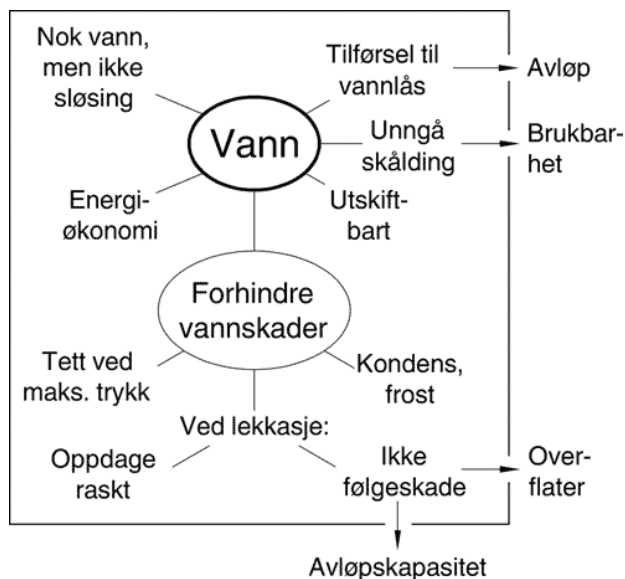 Nok vann,
men ikke
sløsing
Tilførsel til
vannlås
Avløp
Vann
Unngå
skålding
Brukbar-
het
Energi-
økonomi
Utskift-
bart
Forhindre
vannskader
Tett ved
maks. trykk
Kondens,
frost
Ved lekkasje:
Oppdage
raskt
Ikke
følgeskade
Over-
flater
Avløpskapasitet